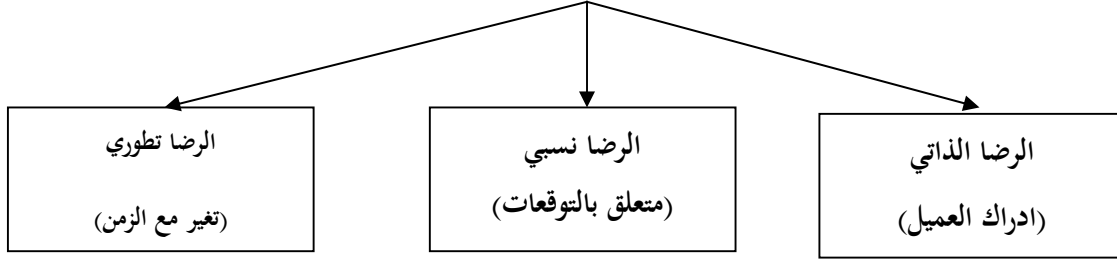 الرضا الذاتي
(ادراك العميل)
الرضا نسبي
(متعلق بالتوقعات)
الرضا تطوري
(تغير مع الزمن)